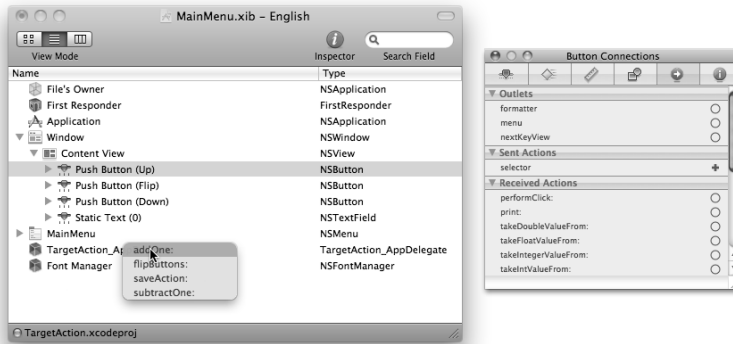 MainMenu.xib – English
View Mode
Inspector
Search Field
Name Type
File's Owner NSApplication
First Responder FirstResponder
Application NSApplication
Window NSWindow
Content View NSView
Push Button (Up) NSButton
Push Button (Flip) NSButton
Push Button (Down) NSButton
Static Text (0) NSTextField
MainMenu NSMenu
TargetAction_Ap TargetAction_AppDelegate
Font Manager NSFontManager
addOne:
flipButtons:
saveAction:
subtractOne:
TargetAction.xcodeproj
Button Connections
Outlets
formatter
menu
nextKeyView
Sent Actions
selector
Received Actions
performClick:
print:
takeDoubleValueFrom:
takeFloatValueFrom:
takeIntegerValueFrom:
takeIntValueFrom: